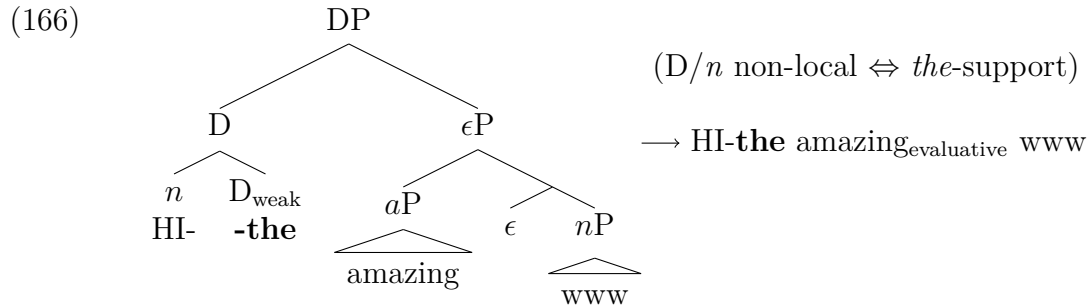 (166)
DP
(D/n non-local ⇔ the-support)
D ϵP
⟶ HI-the amazing_evaluative www
n D_weak aP ϵ nP
HI- -the
amazing
www